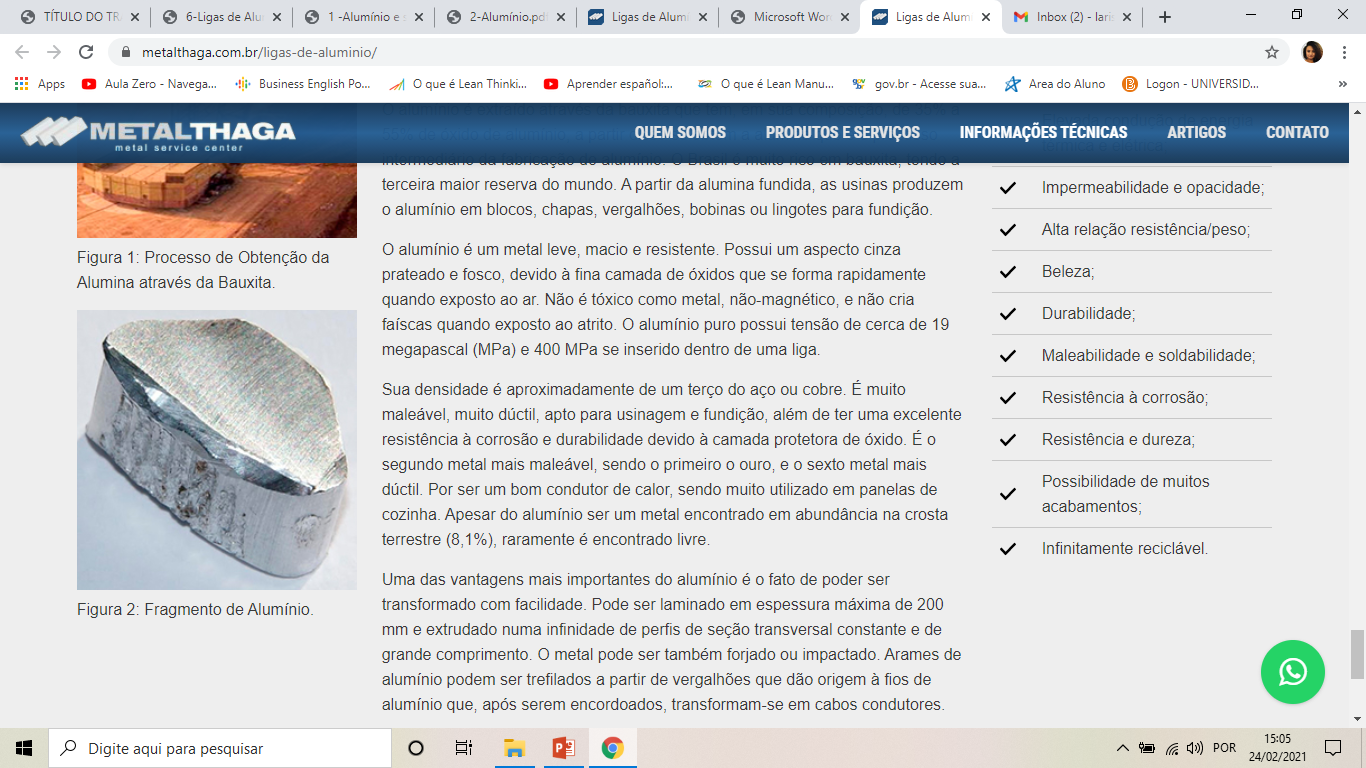 TÍTULO DO TRA
6-Ligas de Alu
1 -Alumínio e s
2-Alumínio.pdf
Ligas de Alumí
Microsoft Wor
Ligas de Alum
Inbox (2) - lari
metalthaga.com.br/ligas-de-aluminio/
Apps
Aula Zero - Navega...
Business English Po...
O que é Lean Thinki...
Aprender español:...
O que é Lean Manu...
gov.br - Acesse sua...
Area do Aluno
Logon - UNIVERSID...
»
METALTHAGA
metal service center
QUEM SOMOS
PRODUTOS E SERVIÇOS
INFORMAÇÕES TÉCNICAS
ARTIGOS
CONTATO
Figura 1: Processo de Obtenção da
Alumina através da Bauxita.
Figura 2: Fragmento de Alumínio.
intermediário da fabricação do alumínio. O Brasil é muito rico em bauxita, tendo a
terceira maior reserva do mundo. A partir da alumina fundida, as usinas produzem
o alumínio em blocos, chapas, vergalhões, bobinas ou lingotes para fundição.
O alumínio é um metal leve, macio e resistente. Possui um aspecto cinza
prateado e fosco, devido à fina camada de óxidos que se forma rapidamente
quando exposto ao ar. Não é tóxico como metal, não-magnético, e não cria
faíscas quando exposto ao atrito. O alumínio puro possui tensão de cerca de 19
megapascal (MPa) e 400 MPa se inserido dentro de uma liga.
Sua densidade é aproximadamente de um terço do aço ou cobre. É muito
maleável, muito dúctil, apto para usinagem e fundição, além de ter uma excelente
resistência à corrosão e durabilidade devido à camada protetora de óxido. É o
segundo metal mais maleável, sendo o primeiro o ouro, e o sexto metal mais
dúctil. Por ser um bom condutor de calor, sendo muito utilizado em panelas de
cozinha. Apesar do alumínio ser um metal encontrado em abundância na crosta
terrestre (8,1%), raramente é encontrado livre.
Uma das vantagens mais importantes do alumínio é o fato de poder ser
transformado com facilidade. Pode ser laminado em espessura máxima de 200
mm e extrudado numa infinidade de perfis de seção transversal constante e de
grande comprimento. O metal pode ser também forjado ou impactado. Arames de
alumínio podem ser trefilados a partir de vergalhões que dão origem à fios de
alumínio que, após serem encordoados, transformam-se em cabos condutores.
Impermeabilidade e opacidade;
Alta relação resistência/peso;
Beleza;
Durabilidade;
Maleabilidade e soldabilidade;
Resistência à corrosão;
Resistência e dureza;
Possibilidade de muitos
acabamentos;
Infinitamente reciclável.
Digite aqui para pesquisar
POR
15:05
24/02/2021